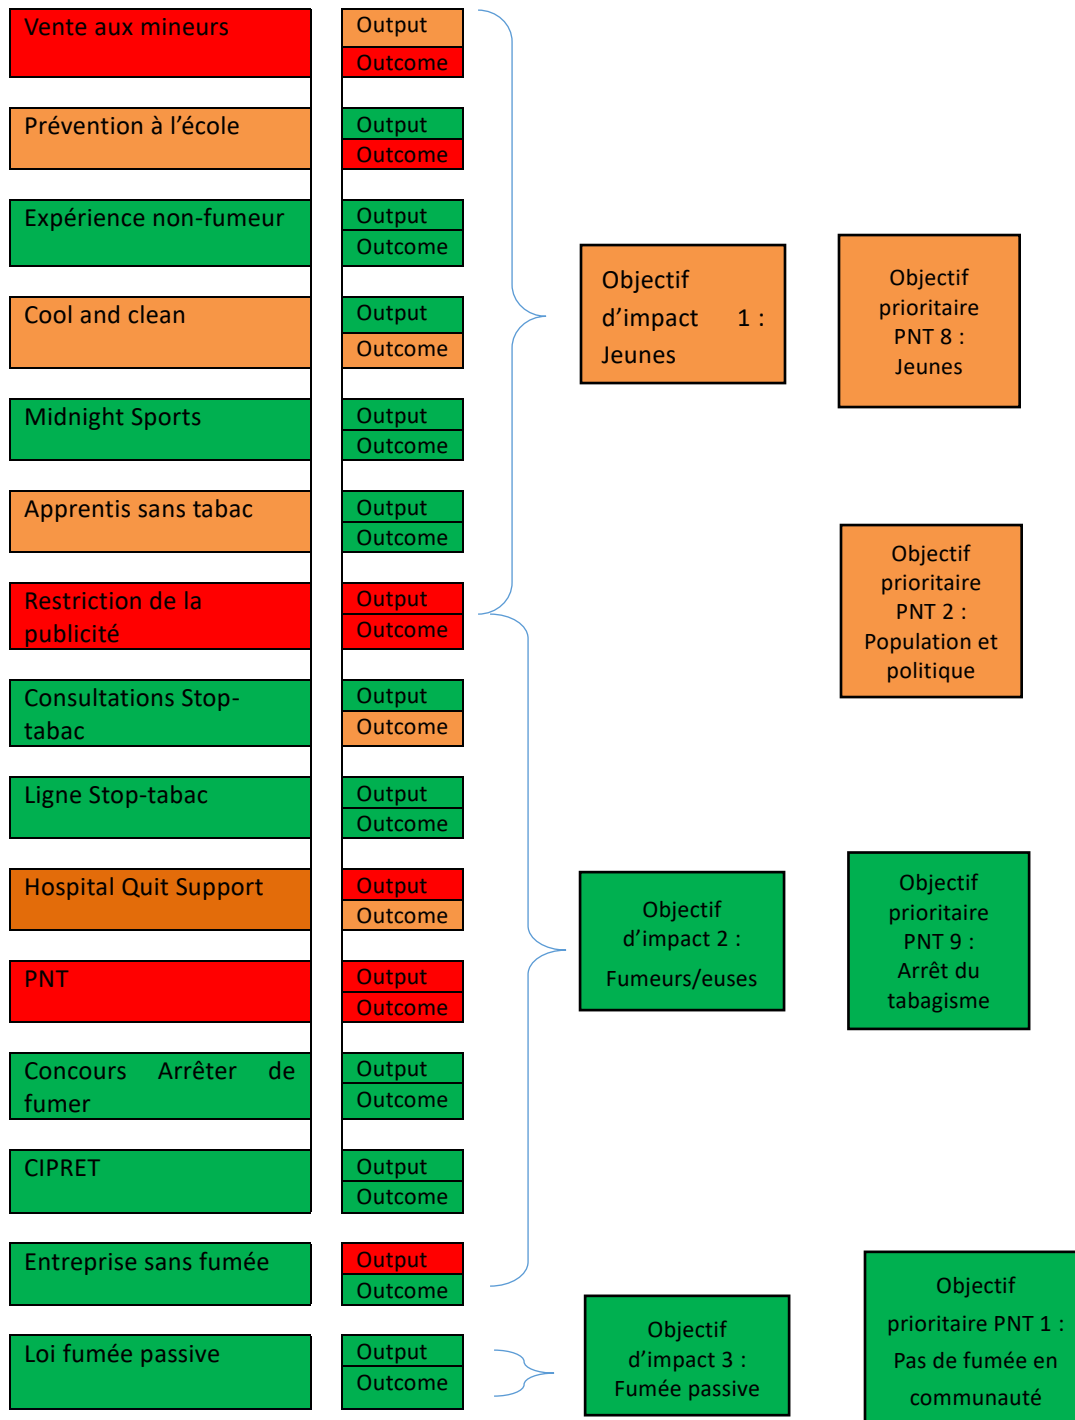 Vente aux mineurs
Output
Outcome
Prévention à l'école
Output
Outcome
Expérience non-fumeur
Output
Outcome
Cool and clean
Output
Outcome
Midnight Sports
Output
Outcome
Apprentis sans tabac
Output
Outcome
Restriction de la
publicité
Output
Outcome
Consultations Stop-
tabac
Output
Outcome
Ligne Stop-tabac
Output
Outcome
Hospital Quit Support
Output
Outcome
PNT
Output
Outcome
Concours Arrêter de
fumer
Output
Outcome
CIPRET
Output
Outcome
Entreprise sans fumée
Output
Outcome
Loi fumée passive
Output
Outcome
Objectif
d'impact 1 :
Jeunes
Objectif
prioritaire
PNT 8 :
Jeunes
Objectif
prioritaire
PNT 2 :
Population et
politique
Objectif
d'impact 2 :
Fumeurs/euses
Objectif
prioritaire
PNT 9 :
Arrêt du
tabagisme
Objectif
d'impact 3 :
Fumée passive
Objectif
prioritaire PNT 1 :
Pas de fumée en
communauté